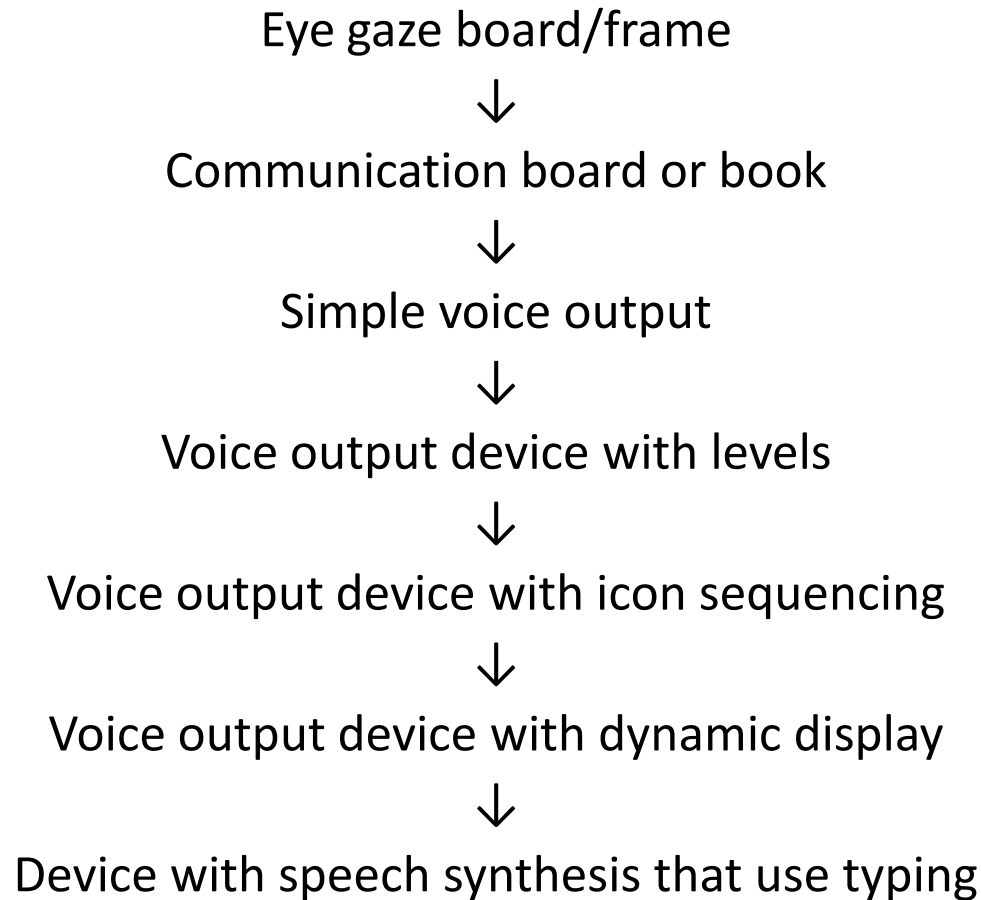 Eye gaze board/frame
↓
Communication board or book
↓
Simple voice output
↓
Voice output device with levels
↓
Voice output device with icon sequencing
↓
Voice output device with dynamic display
↓
Device with speech synthesis that use typing